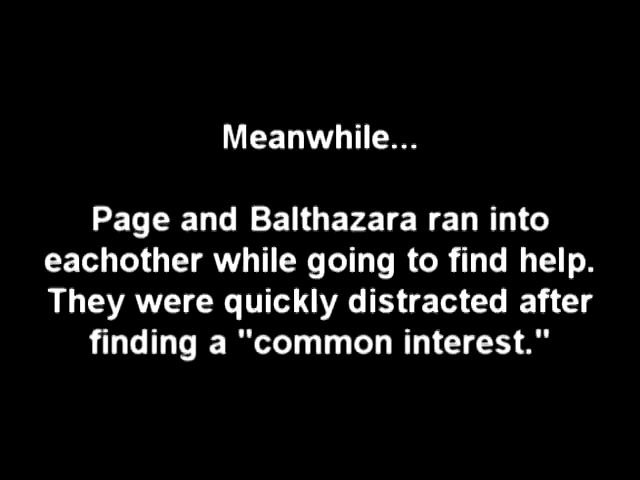 Meanwhile...
Page and Balthazara ran into
eachother while going to find help.
They were quickly distracted after
finding a "common interest."